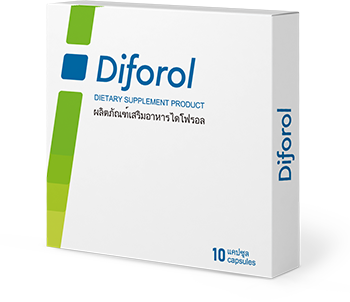 Diforol
DIETARY SUPPLEMENT PRODUCT
ผลิตภัณฑ์เสริมอาหารไดโฟรอล
Diforol
10 แคปซูล
capsules